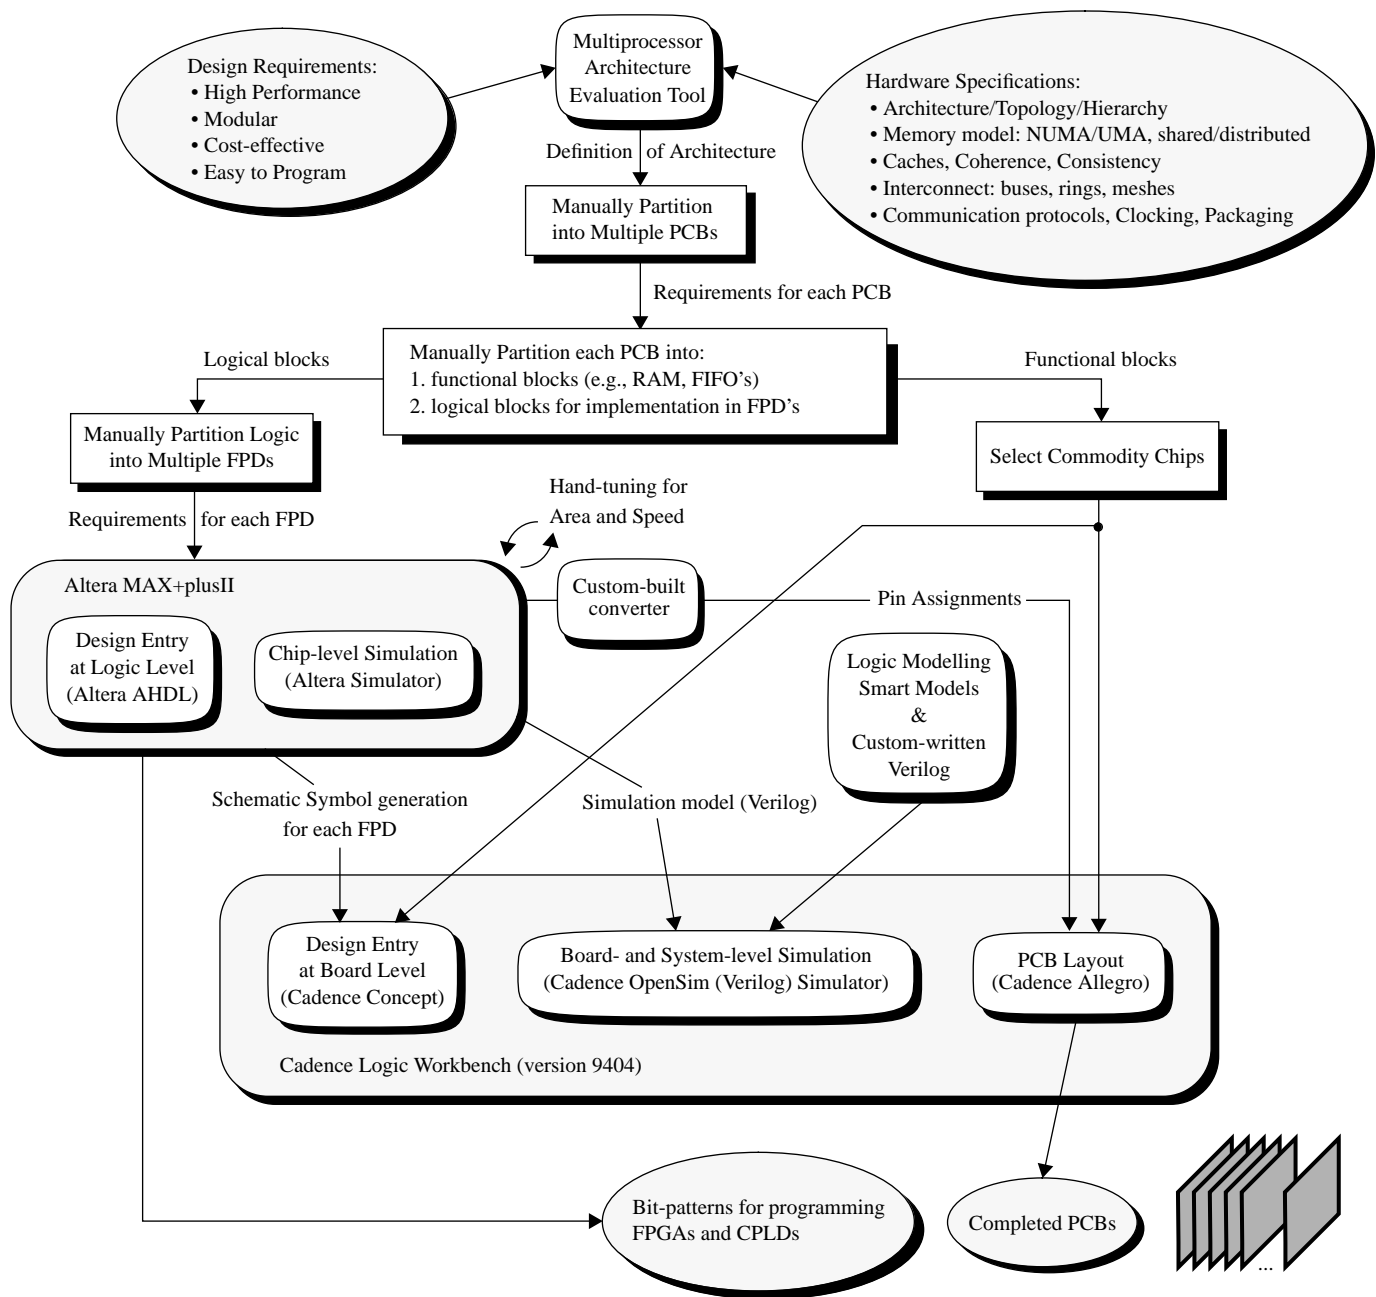 Multiprocessor
Architecture
Evaluation Tool
Design Requirements:
• High Performance
• Modular
• Cost-effective
• Easy to Program
Hardware Specifications:
• Architecture/Topology/Hierarchy
• Memory model: NUMA/UMA, shared/distributed
• Caches, Coherence, Consistency
• Interconnect: buses, rings, meshes
• Communication protocols, Clocking, Packaging
Definition of Architecture
Manually Partition
into Multiple PCBs
Requirements for each PCB
Manually Partition each PCB into:
1. functional blocks (e.g., RAM, FIFO's)
2. logical blocks for implementation in FPD's
Logical blocks
Functional blocks
Manually Partition Logic
into Multiple FPDs
Select Commodity Chips
Requirements for each FPD
Hand-tuning for
Area and Speed
Altera MAX+plusII
Design Entry
at Logic Level
(Altera AHDL)
Chip-level Simulation
(Altera Simulator)
Custom-built
converter
Pin Assignments
Logic Modelling
Smart Models
&
Custom-written
Verilog
Schematic Symbol generation
for each FPD
Simulation model (Verilog)
Design Entry
at Board Level
(Cadence Concept)
Board- and System-level Simulation
(Cadence OpenSim (Verilog) Simulator)
PCB Layout
(Cadence Allegro)
Cadence Logic Workbench (version 9404)
Bit-patterns for programming
FPGAs and CPLDs
Completed PCBs
...